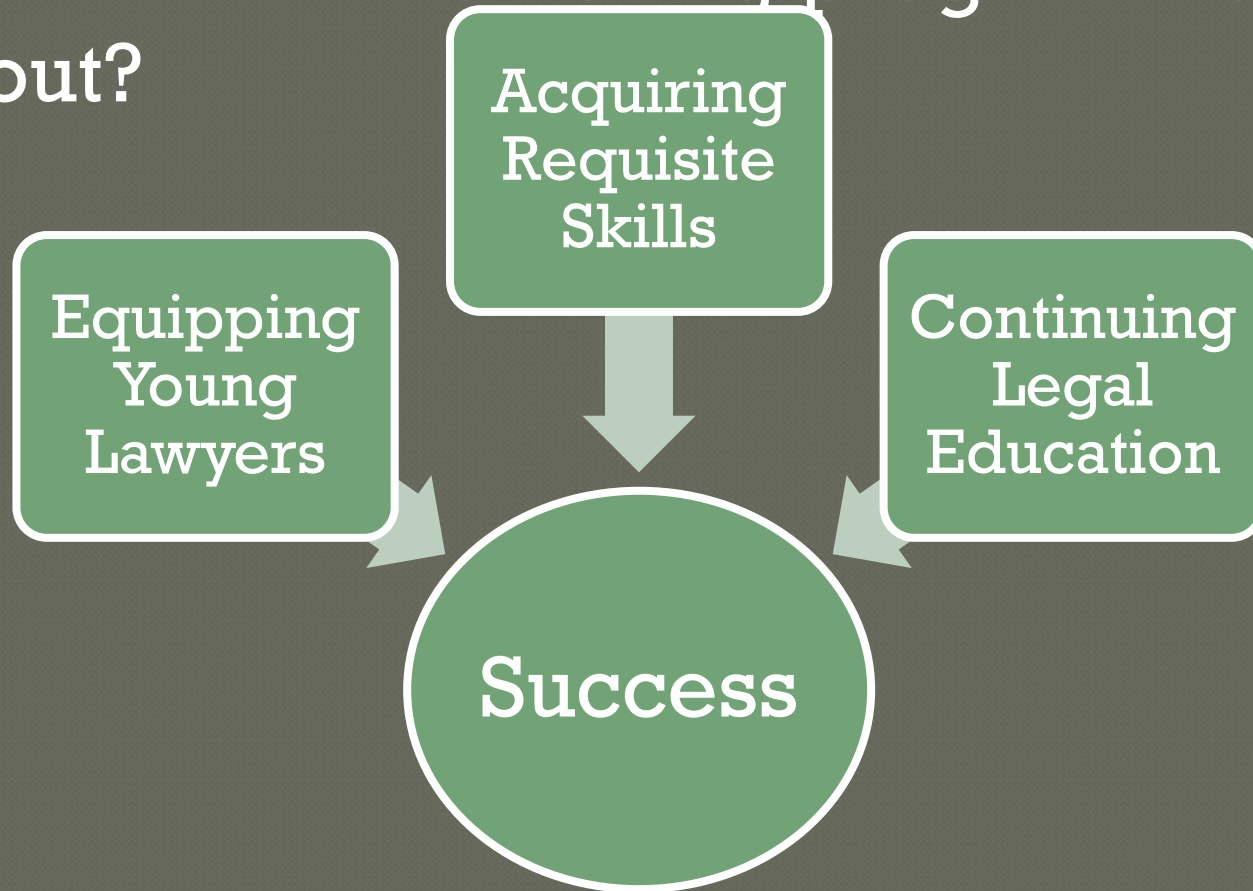 out?
Acquiring
Requisite
Skills
Equipping
Young
Lawyers
Continuing
Legal
Education
Success